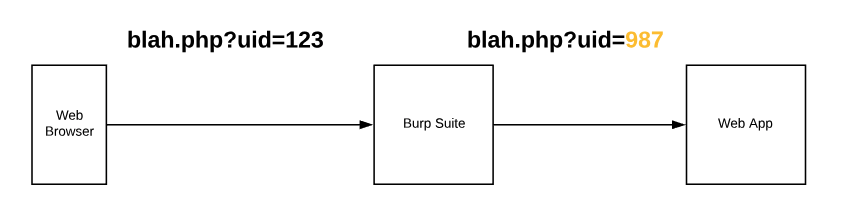 blah.php?uid=123
blah.php?uid=987
Web
Browser
Burp Suite
Web App